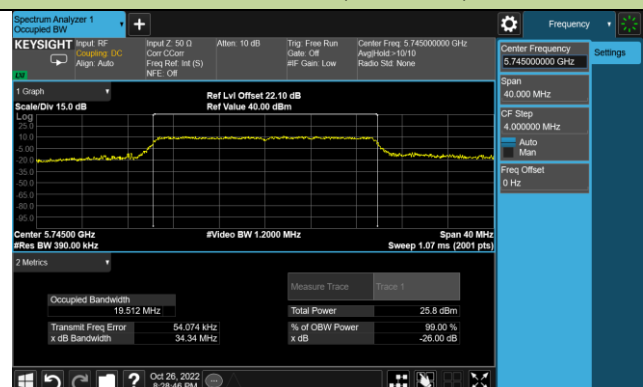 Spectrum Analyzer 1
Occupied BW
Frequency
KEYSIGHT Input: RF
Coupling: DC
Align: Auto
Input Z: 50 Ω
Corr CCorr
Freq Ref: Int (S)
NFE: Off
Atten: 10 dB
Trig: Free Run
Gate: Off
#IF Gain: Low
Center Freq: 5.745000000 GHz
Avg|Hold:>10/10
Radio Std: None
LW
Center Frequency
5.745000000 GHz
Settings
Span
40.000 MHz
CF Step
4.000000 MHz
Auto
Man
Freq Offset
0 Hz
1 Graph
Scale/Div 15.0 dB
Ref Lvl Offset 22.10 dB
Ref Value 40.00 dBm
Log
25.0
10.0
-5.00
-20.0
-35.0
-50.0
-65.0
-80.0
-95.0
Center 5.74500 GHz
#Res BW 390.00 kHz
#Video BW 1.2000 MHz
Span 40 MHz
Sweep 1.07 ms (2001 pts)
2 Metrics
Measure Trace Trace 1
Occupied Bandwidth
19.512 MHz
Total Power 25.8 dBm
Transmit Freq Error 54.074 kHz
% of OBW Power 99.00 %
x dB Bandwidth 34.34 MHz
x dB -26.00 dB
Oct 26, 2022
8:28:46 PM